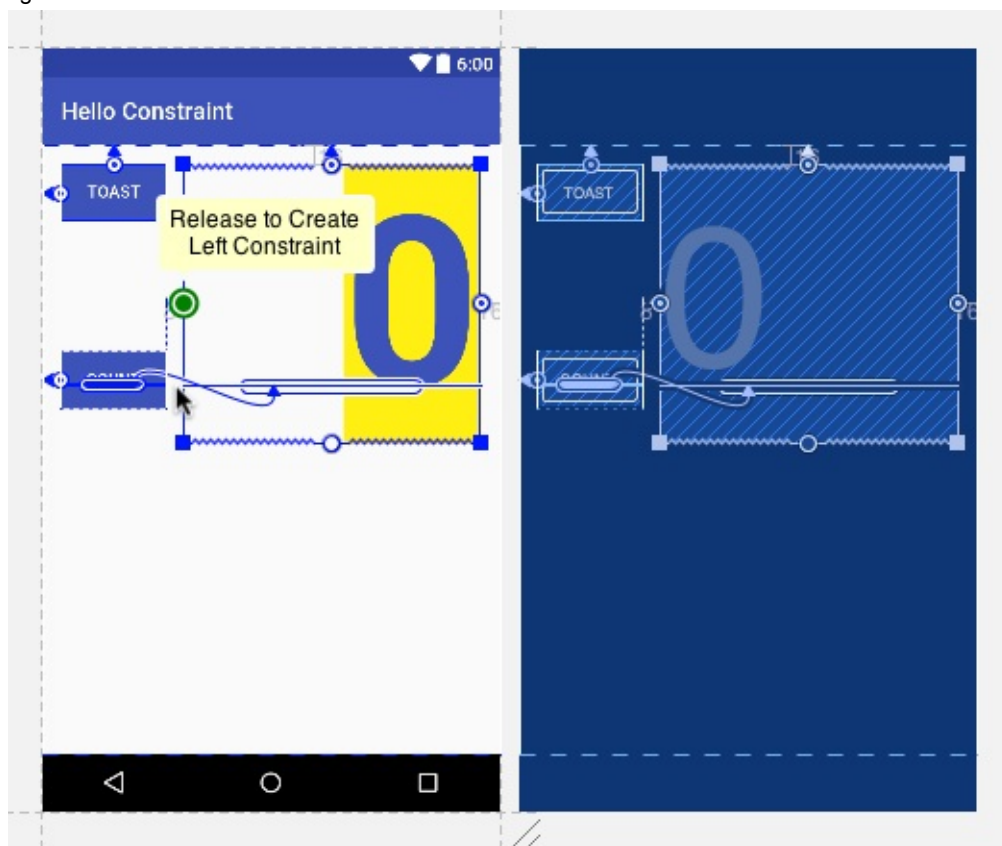 6:00
Hello Constraint
TOAST
Release to Create
Left Constraint
0
TOAST
0